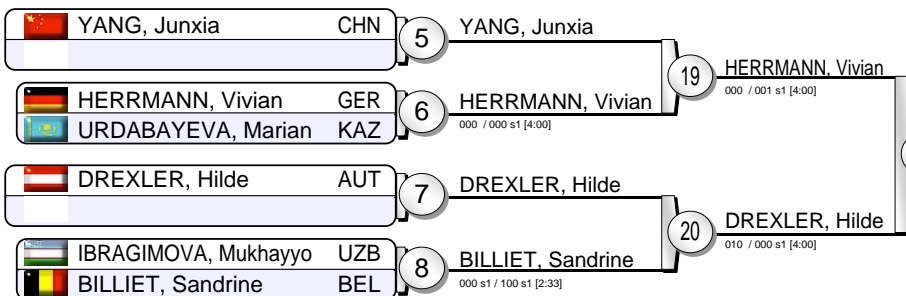 YANG, Junxia CHN
HERRMANN, Vivian GER
URDABAYEVA, Marian KAZ
DREXLER, Hilde AUT
IBRAGIMOVA, Mukhayyo UZB
BILLIET, Sandrine BEL
5
YANG, Junxia
6
HERRMANN, Vivian
000 / 000 s1 [4:00]
7
DREXLER, Hilde
8
BILLIET, Sandrine
000 s1 / 100 s1 [2:33]
19
HERRMANN, Vivian
000 / 001 s1 [4:00]
20
DREXLER, Hilde
010 / 000 s1 [4:00]